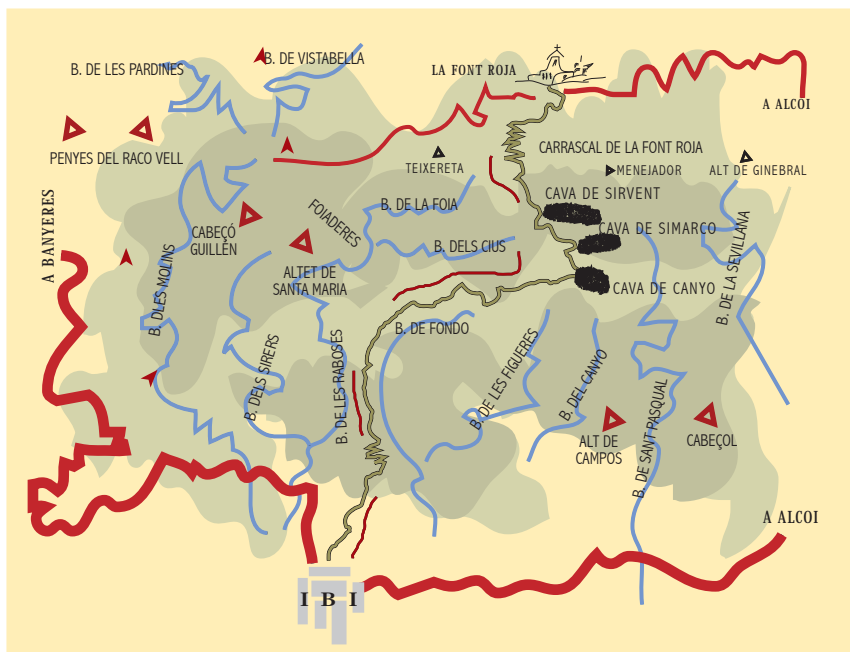 B. DE VISTABELLA
B. DE LES PARDINES
LA FONT ROJA
A ALCOI
CARRASCAL DE LA FONT ROJA
PENYES DEL RACO VELL
TEIXERETA
MENEJADOR
ALT DE GINEBRAL
A BANYERES
CAVA DE SIRVENT
B. DE LA FOIA
FOIADERES
CABEÇÓ
GUILLÉN
CAVA DE SIMARCO
B. DELS CIUS
B. DE LA SEVILLANA
ALTET DE
SANTA MARIA
B. DLES MOLINS
CAVA DE CANYO
B. DE FONDO
B. DELS SIRERS
B. DE LES RABOSES
B. DE LES FIGUERES
B. DEL CANYO
B. DE SANT PASQUAL
ALT DE
CAMPOS
CABEÇOL
A ALCOI
IBI